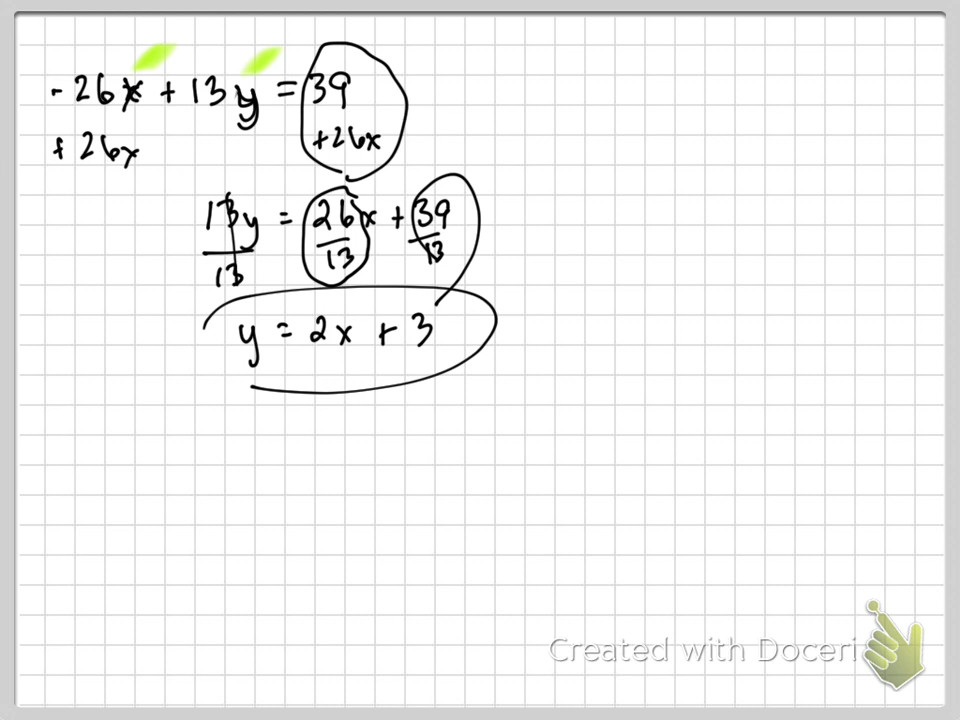 -26x + 13y = 39
+ 26x +26x
13y = 26x + 39
13 13 13
y = 2x + 3
Created with Doceri